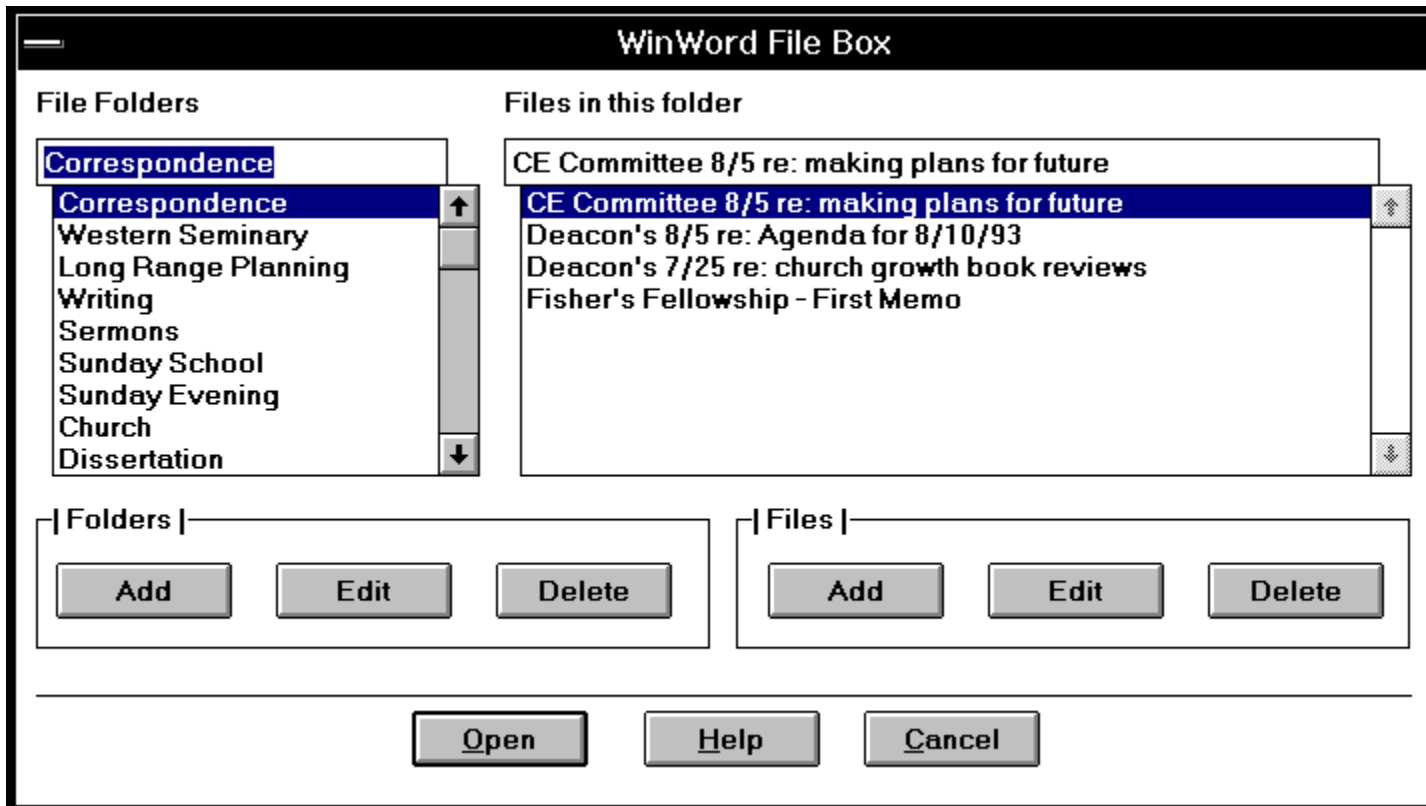 WinWord File Box
File Folders
Correspondence
Correspondence
Western Seminary
Long Range Planning
Writing
Sermons
Sunday School
Sunday Evening
Church
Dissertation
Files in this folder
CE Committee 8/5 re: making plans for future
CE Committee 8/5 re: making plans for future
Deacon's 8/5 re: Agenda for 8/10/93
Deacon's 7/25 re: church growth book reviews
Fisher's Fellowship - First Memo
| Folders |
Add Edit Delete
| Files |
Add Edit Delete
Open Help Cancel